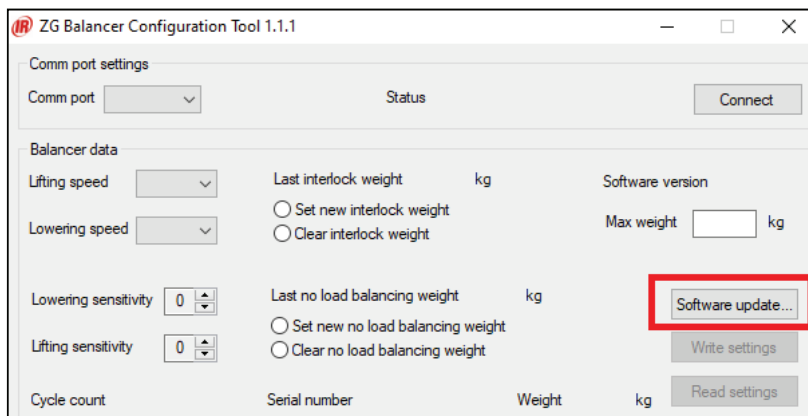 IR ZG Balancer Configuration Tool 1.1.1
Comm port settings
Comm port Status Connect
Balancer data
Lifting speed Last interlock weight kg Software version
Set new interlock weight
Lowering speed Clear interlock weight Max weight kg
Lowering sensitivity 0 Last no load balancing weight kg Software update...
Set new no load balancing weight
Lifting sensitivity 0 Clear no load balancing weight Write settings
Cycle count Serial number Weight kg Read settings